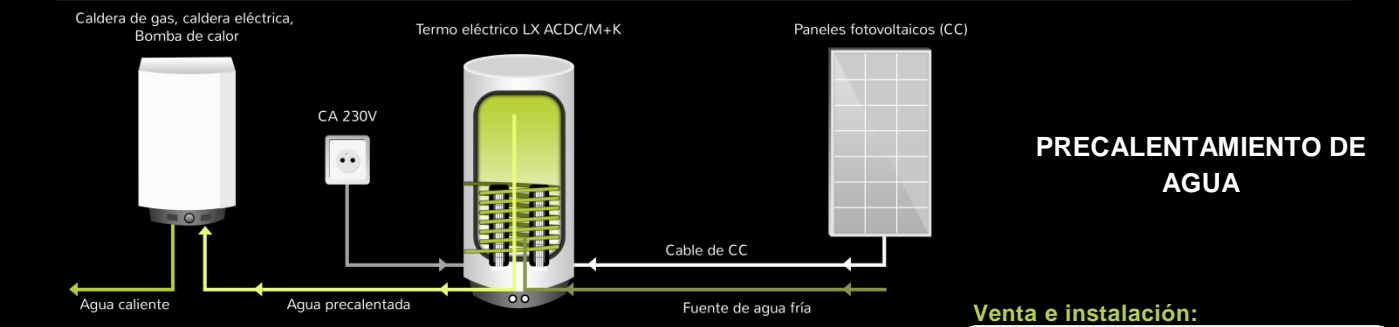 Caldera de gas, caldera eléctrica,
Bomba de calor
Termo eléctrico LX ACDC/M+K
Paneles fotovoltaicos (CC)
CA 230V
PRECALENTAMIENTO DE
AGUA
Cable de CC
Agua caliente
Agua precalentada
Fuente de agua fría
Venta e instalación: